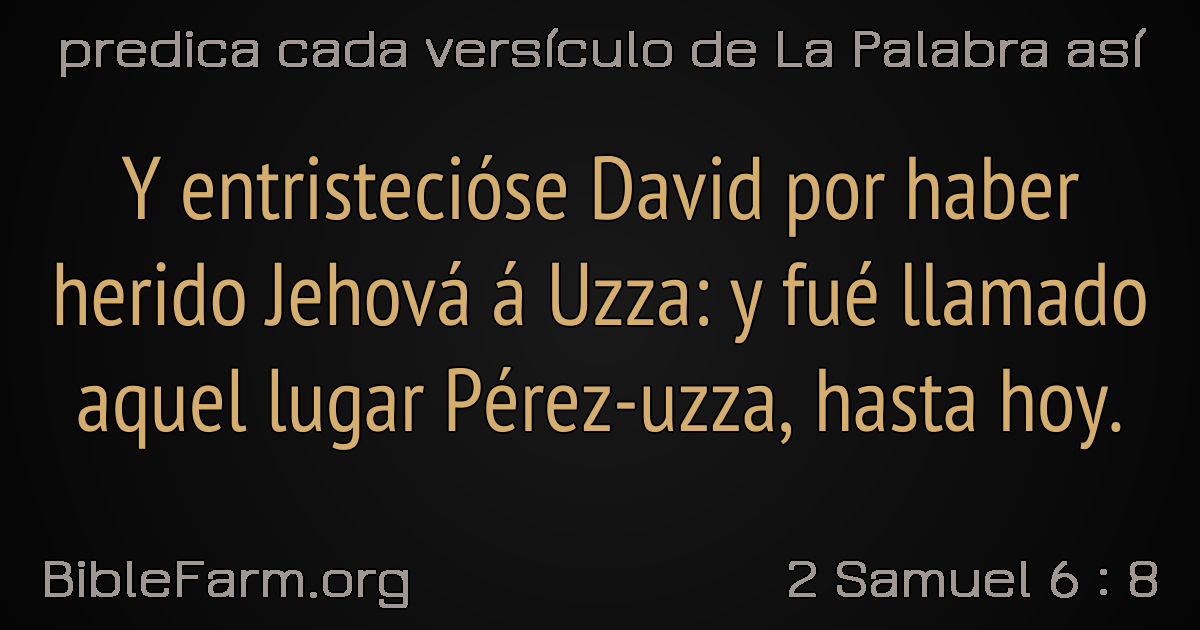 predica cada versículo de La Palabra así
Y entristecióse David por haber
herido Jehová á Uzza: y fué llamado
aquel lugar Pérez-uzza, hasta hoy.
BibleFarm.org
2 Samuel 6 : 8